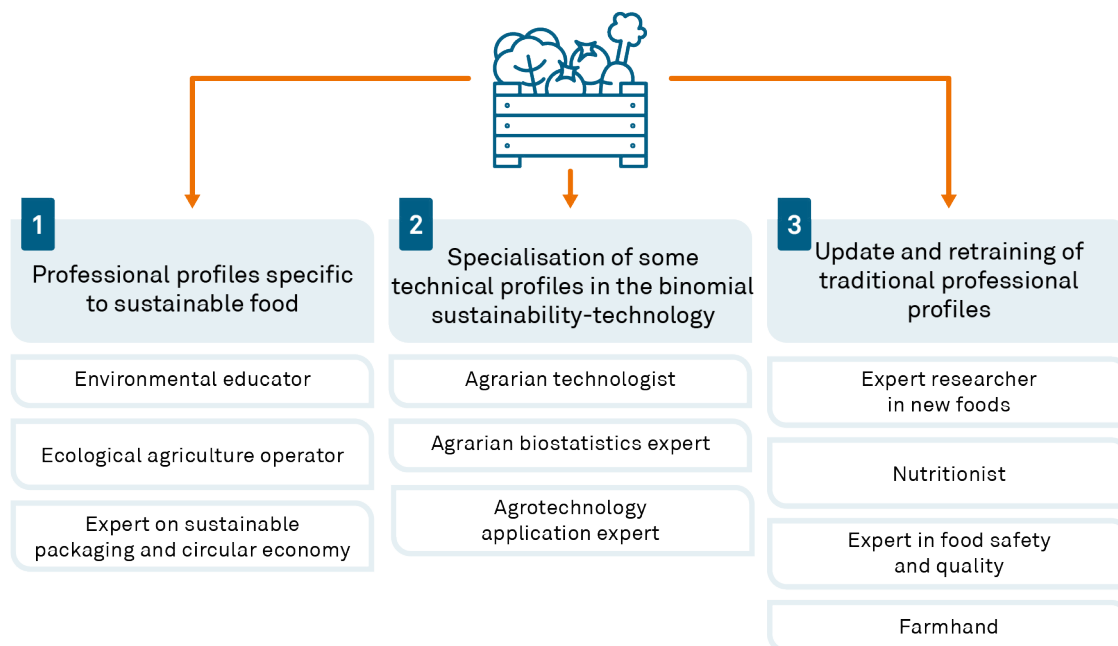 1
Professional profiles specific
to sustainable food
Environmental educator
Ecological agriculture operator
Expert on sustainable
packaging and circular economy
2
Specialisation of some
technical profiles in the binomial
sustainability-technology
Agrarian technologist
Agrarian biostatistics expert
Agrotechnology
application expert
3
Update and retraining of
traditional professional
profiles
Expert researcher
in new foods
Nutritionist
Expert in food safety
and quality
Farmhand